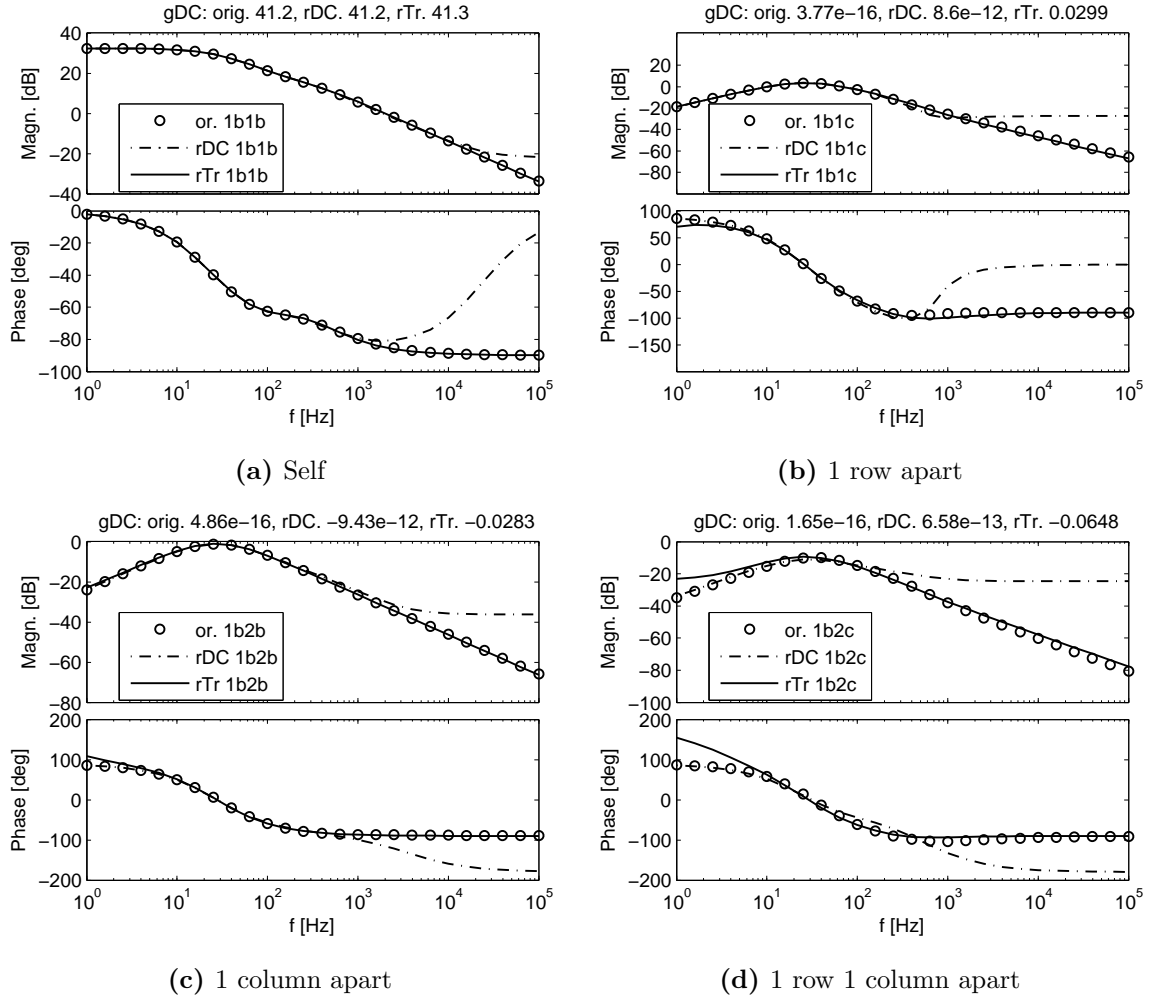 gDC: orig. 41.2, rDC. 41.2, rTr. 41.3
Magn. [dB]
40
20
0
−20
−40
or. 1b1b
rDC 1b1b
rTr 1b1b
Phase [deg]
0
−20
−40
−60
−80
−100
10^0 10^1 10^2 10^3 10^4 10^5
f [Hz]
(a) Self
gDC: orig. 3.77e−16, rDC. 8.6e−12, rTr. 0.0299
Magn. [dB]
20
0
−20
−40
−60
−80
or. 1b1c
rDC 1b1c
rTr 1b1c
Phase [deg]
100
50
0
−50
−100
−150
10^0 10^1 10^2 10^3 10^4 10^5
f [Hz]
(b) 1 row apart
gDC: orig. 4.86e−16, rDC. −9.43e−12, rTr. −0.0283
Magn. [dB]
0
−20
−40
−60
−80
or. 1b2b
rDC 1b2b
rTr 1b2b
Phase [deg]
200
100
0
−100
−200
10^0 10^1 10^2 10^3 10^4 10^5
f [Hz]
(c) 1 column apart
gDC: orig. 1.65e−16, rDC. 6.58e−13, rTr. −0.0648
Magn. [dB]
0
−20
−40
−60
−80
−100
or. 1b2c
rDC 1b2c
rTr 1b2c
Phase [deg]
200
100
0
−100
−200
10^0 10^1 10^2 10^3 10^4 10^5
f [Hz]
(d) 1 row 1 column apart